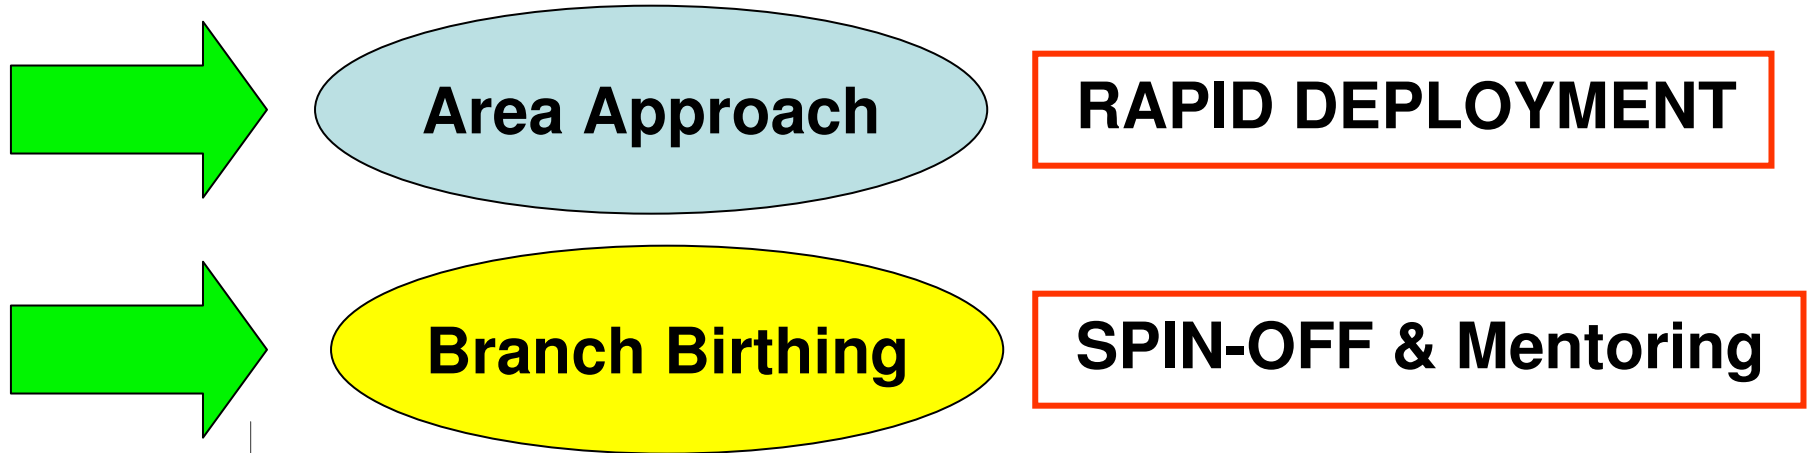 Area Approach
RAPID DEPLOYMENT
Branch Birthing
SPIN-OFF & Mentoring